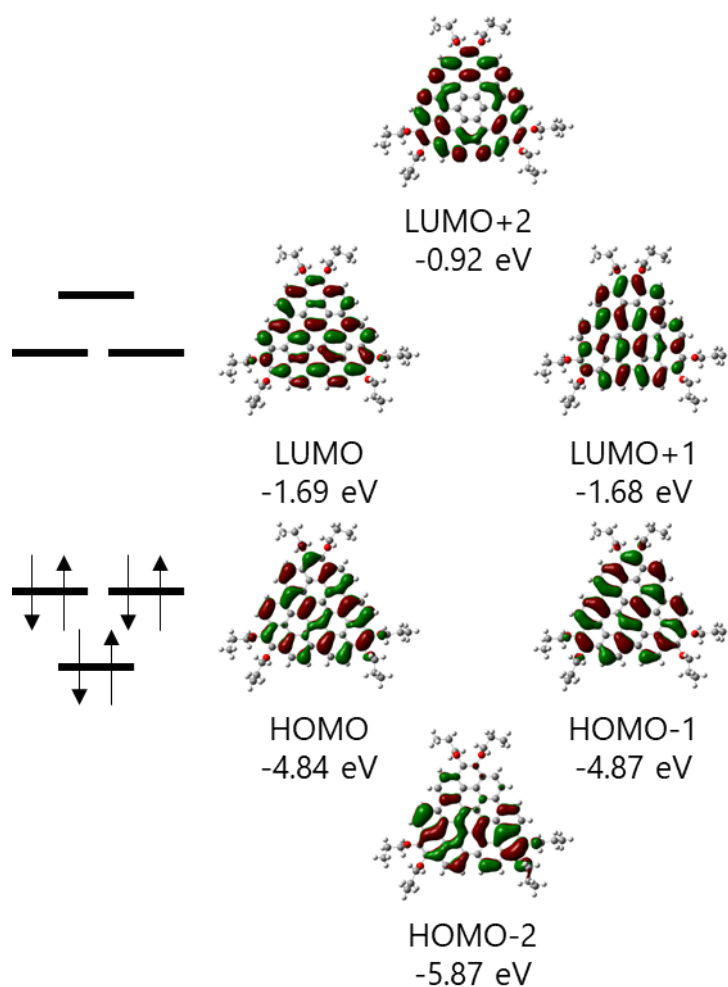 LUMO+2
-0.92 eV
LUMO
-1.69 eV
LUMO+1
-1.68 eV
HOMO
-4.84 eV
HOMO-1
-4.87 eV
HOMO-2
-5.87 eV